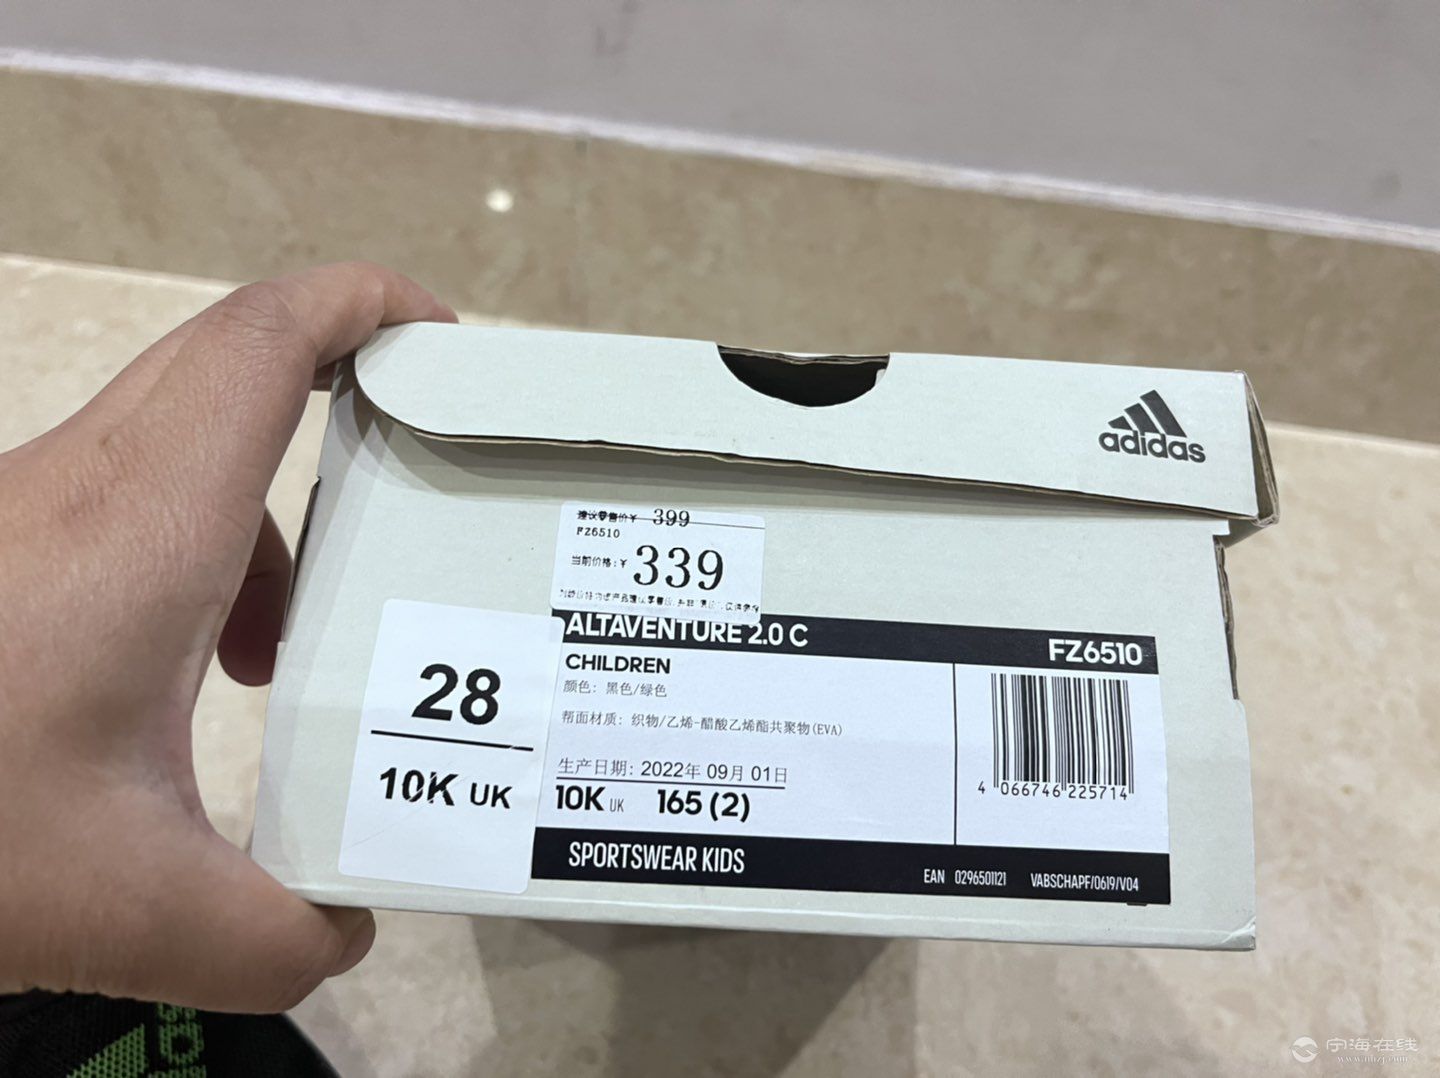 adidas
建议零售价¥ 399
FZ6510
当前价格:¥ 339
ALTAVENTURE 2.0 C
FZ6510
CHILDREN
颜色: 黑色/绿色
帮面材质: 织物/乙烯-醋酸乙烯酯共聚物(EVA)
生产日期: 2022年 09月 01日
10K UK 165 (2)
28
10K UK
4 066746 225714
SPORTSWEAR KIDS
EAN 0296501121 VABSCHAPF/0619/V04
宁海在线
www.nhzj.com